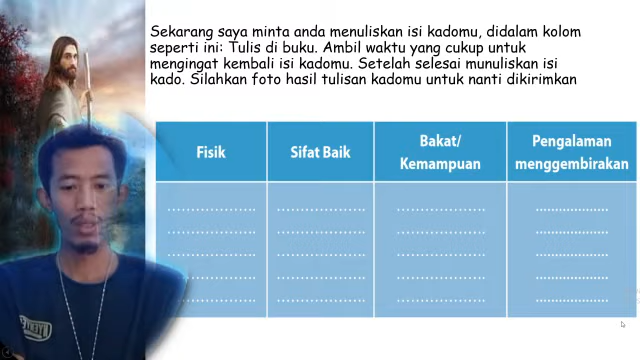 Sekarang saya minta anda menuliskan isi kadomu, didalam kolom
seperti ini: Tulis di buku. Ambil waktu yang cukup untuk
mengingat kembali isi kadomu. Setelah selesai munuliskan isi
kado. Silahkan foto hasil tulisan kadomu untuk nanti dikirimkan
Fisik
Sifat Baik
Bakat/
Kemampuan
Pengalaman
menggembirakan